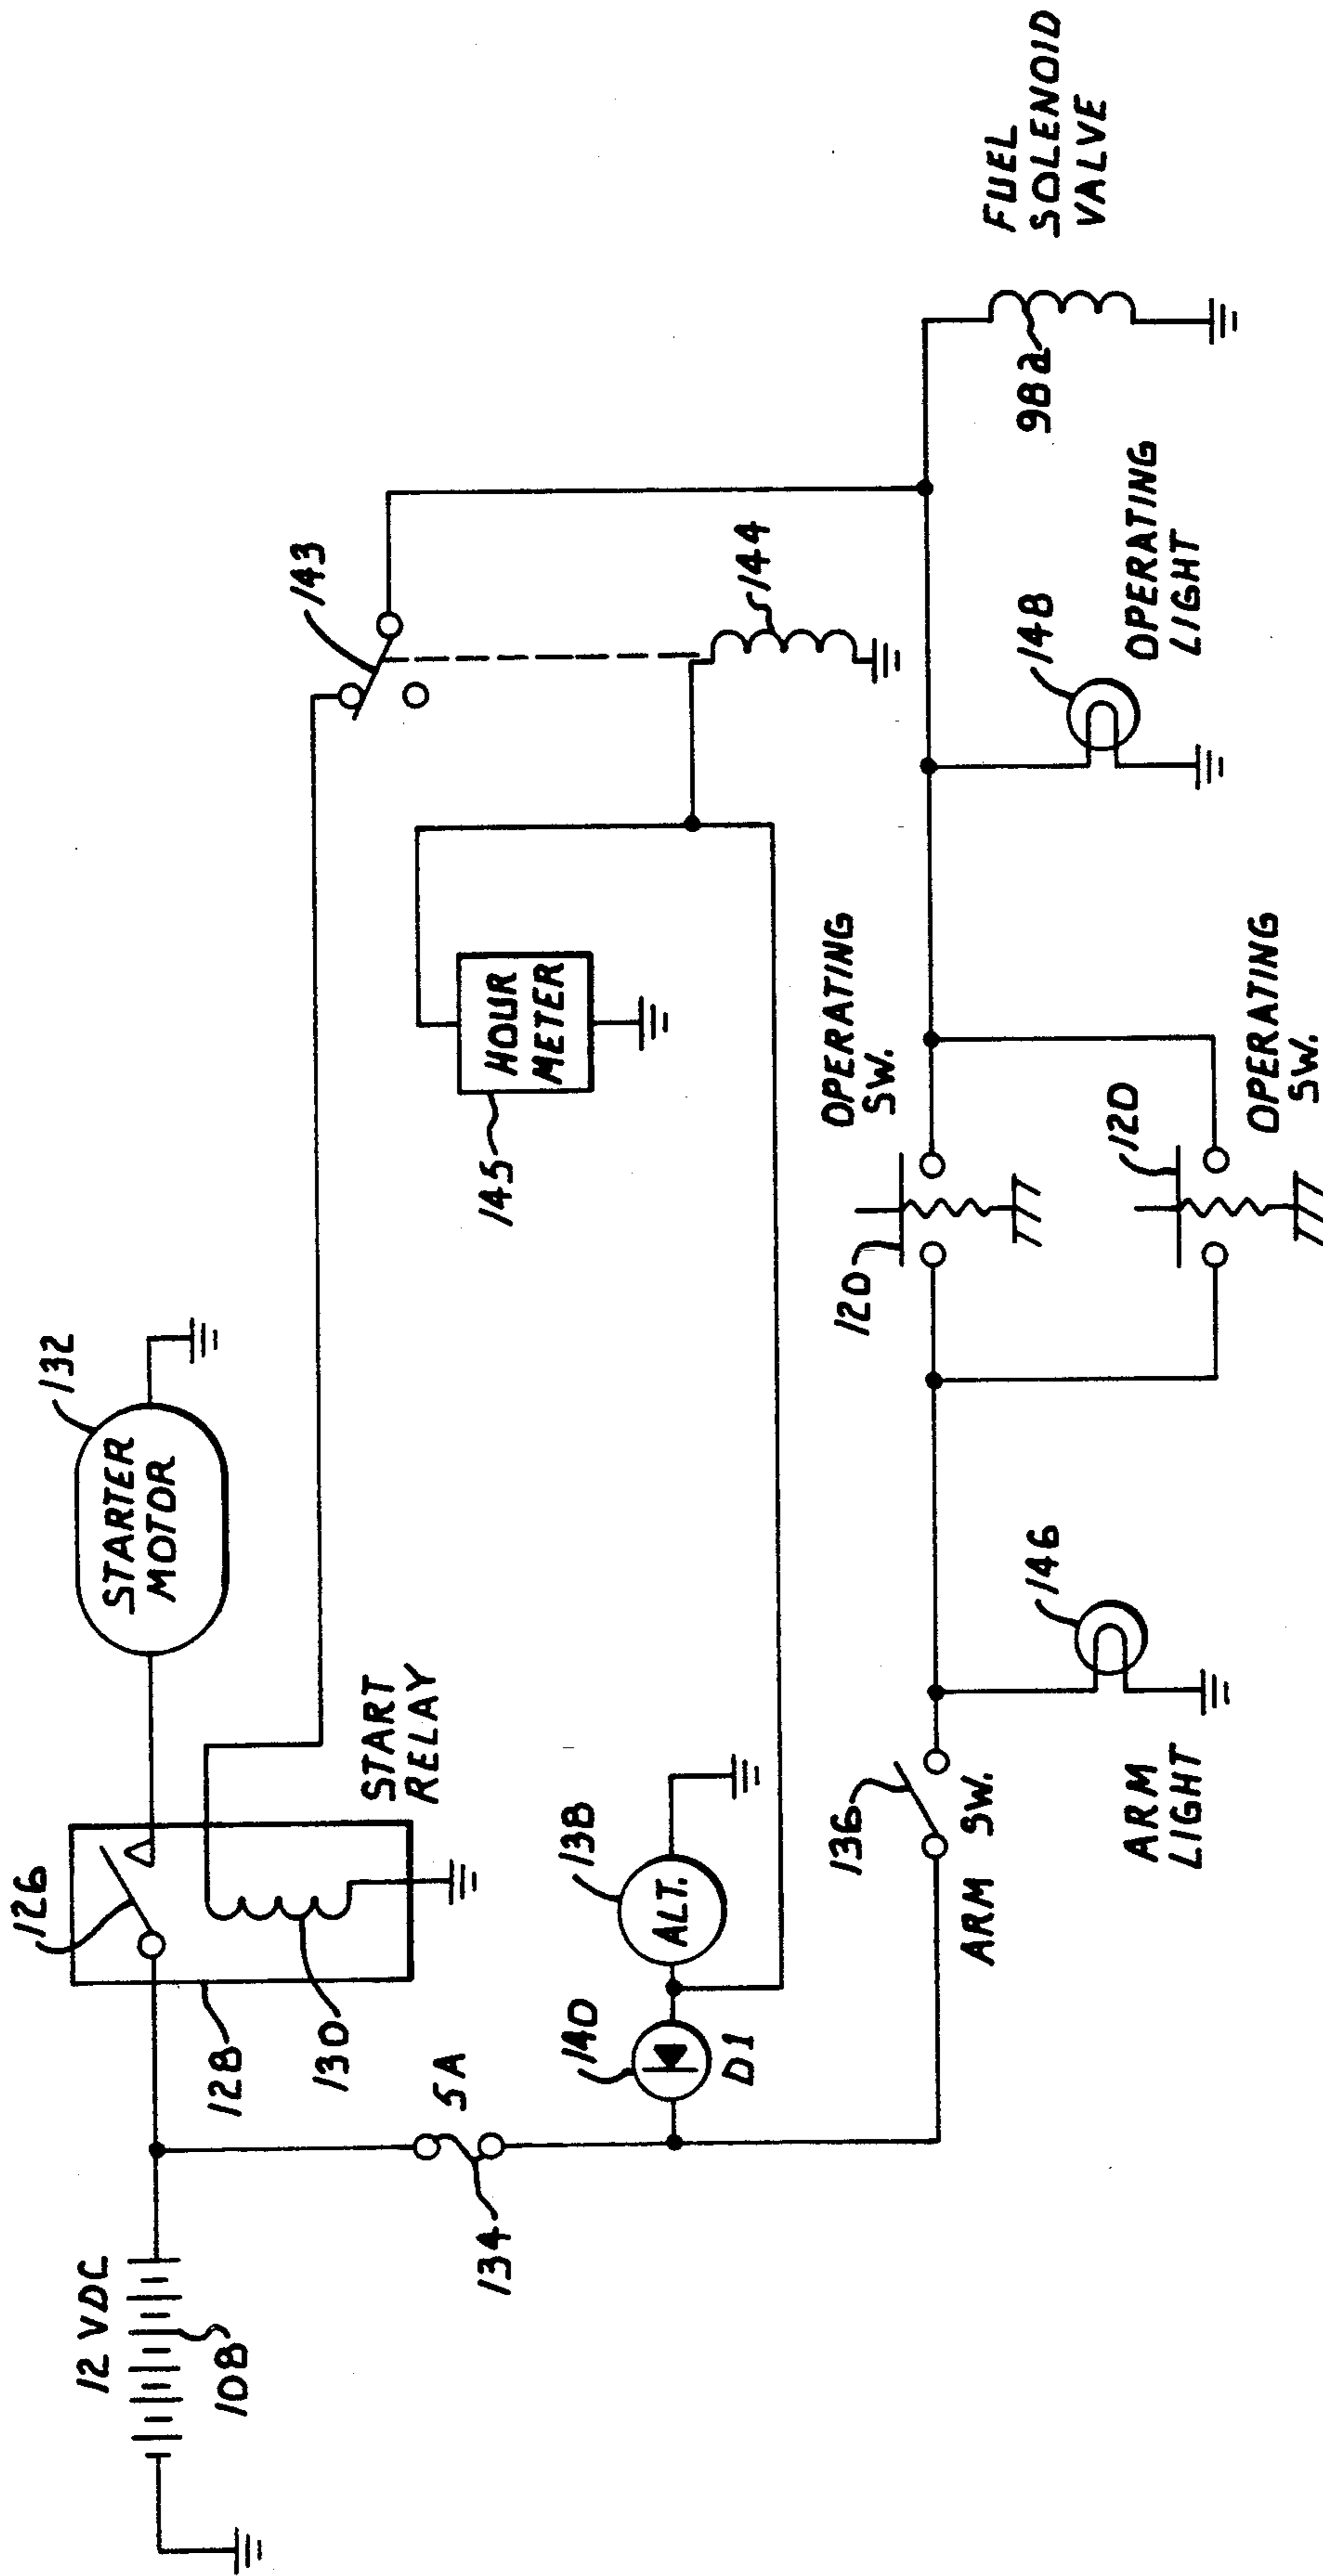 12 VDC
108
126
128
130
START
RELAY
STARTER
MOTOR
132
5A
134
140
D1
ALT.
138
HOUR
METER
145
143
144
136
ARM SW.
ARM
LIGHT
146
OPERATING
SW.
120
120
OPERATING
SW.
148
OPERATING
LIGHT
98a
FUEL
SOLENOID
VALVE